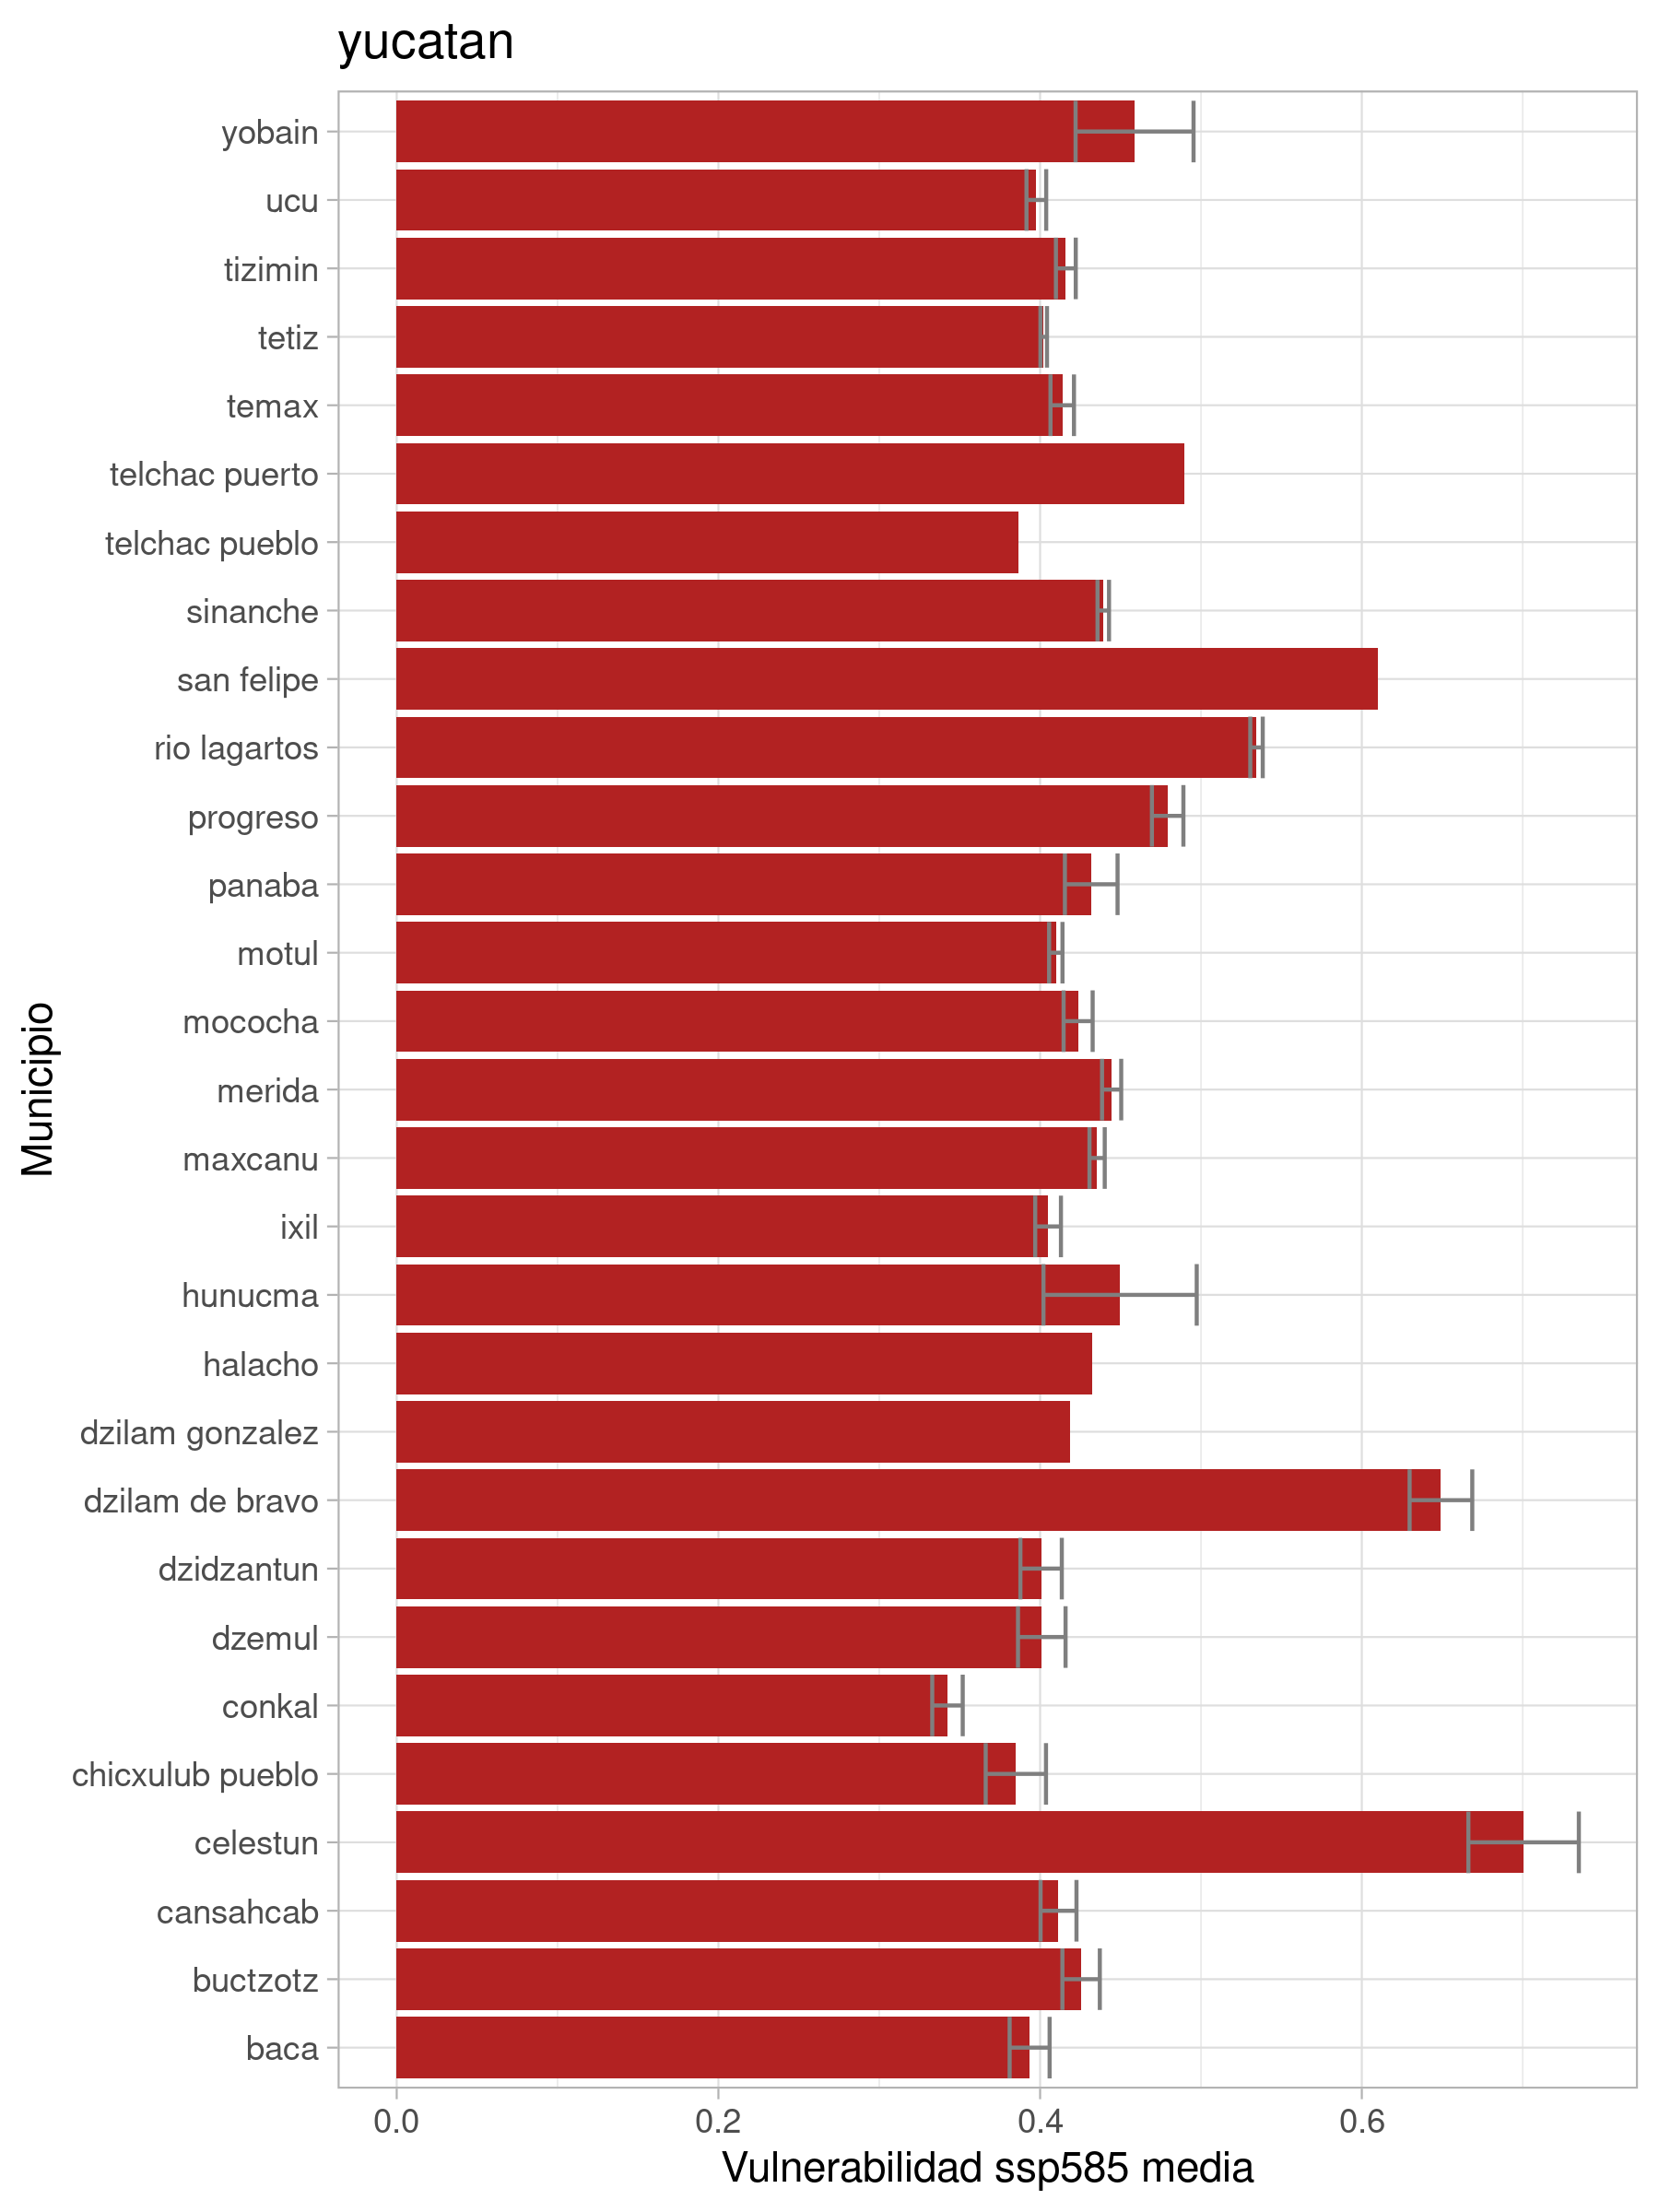 yucatan
yobain
ucu
tizimin
tetiz
temax
telchac puerto
telchac pueblo
sinanche
san felipe
rio lagartos
progreso
panaba
motul
mococha
merida
maxcanu
ixil
hunucma
halacho
dzilam gonzalez
dzilam de bravo
dzidzantun
dzemul
conkal
chicxulub pueblo
celestun
cansahcab
buctzotz
baca
Municipio
0.0 0.2 0.4 0.6
Vulnerabilidad ssp585 media